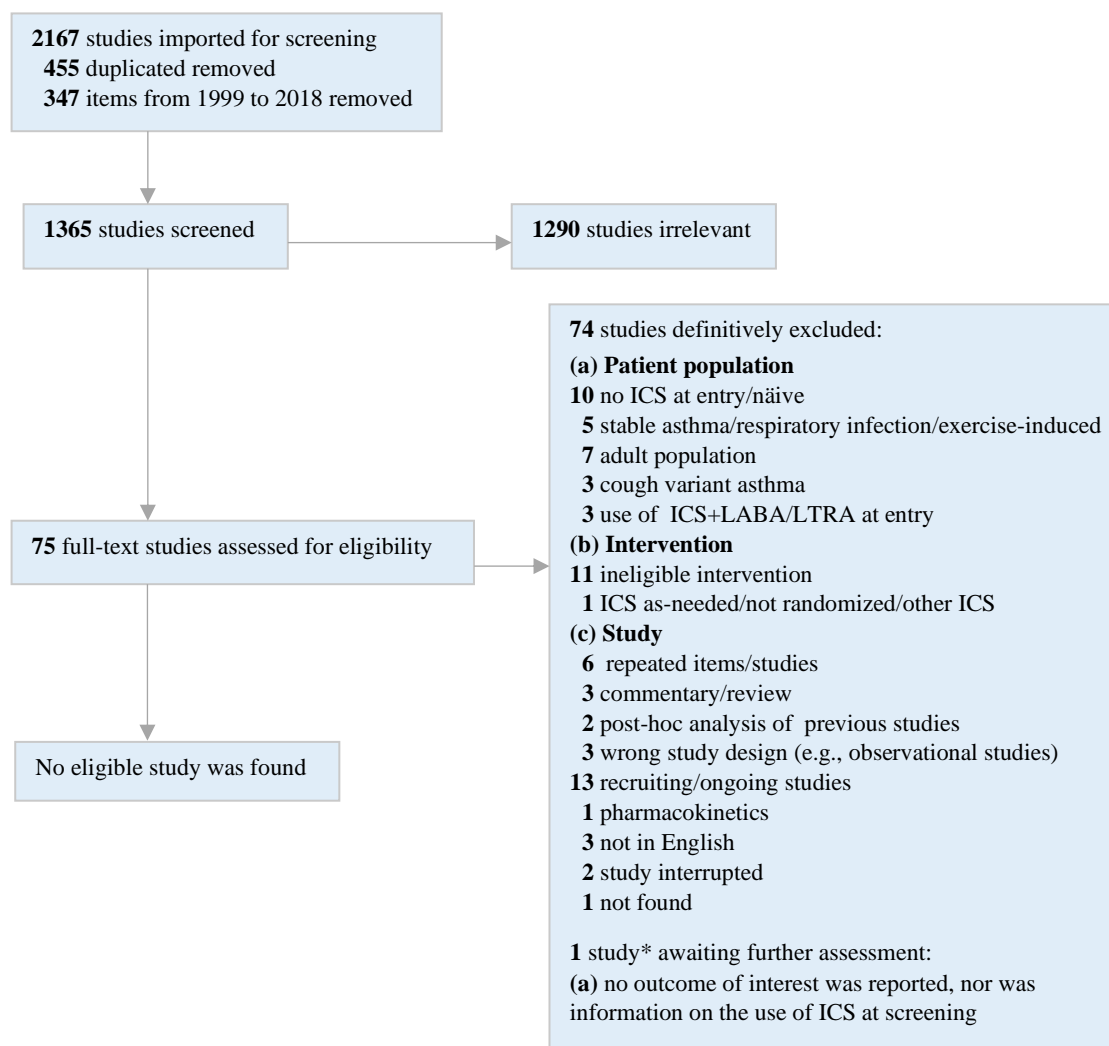 2167 studies imported for screening
455 duplicated removed
347 items from 1999 to 2018 removed
1365 studies screened
1290 studies irrelevant
75 full-text studies assessed for eligibility
74 studies definitively excluded:
(a) Patient population
10 no ICS at entry/näive
5 stable asthma/respiratory infection/exercise-induced
7 adult population
3 cough variant asthma
3 use of ICS+LABA/LTRA at entry
(b) Intervention
11 ineligible intervention
1 ICS as-needed/not randomized/other ICS
(c) Study
6 repeated items/studies
3 commentary/review
2 post-hoc analysis of previous studies
3 wrong study design (e.g., observational studies)
13 recruiting/ongoing studies
1 pharmacokinetics
3 not in English
2 study interrupted
1 not found
1 study* awaiting further assessment:
(a) no outcome of interest was reported, nor was
information on the use of ICS at screening
No eligible study was found